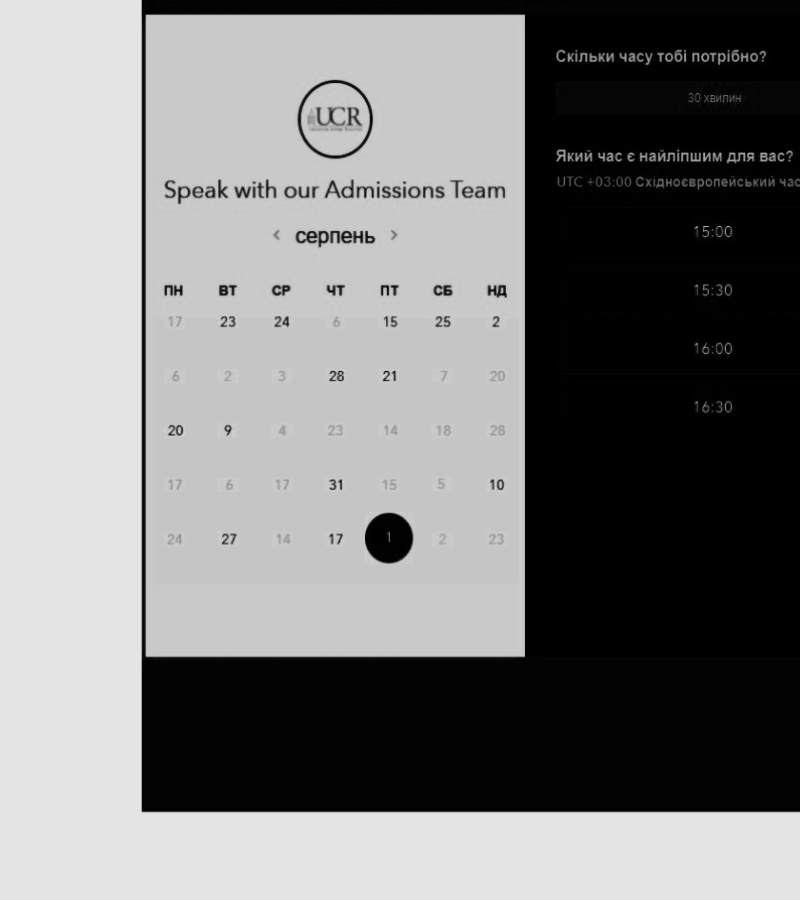 UCR
Speak with our Admissions Team
< серпень >
ПН ВТ СР ЧТ ПТ СБ НД
17 23 24 6 15 25 2
6 2 3 28 21 7 20
20 9 4 23 14 18 28
17 6 17 31 15 5 10
24 27 14 17 1 2 23
Скільки часу тобі потрібно?
30 хвилин
Який час є найліпшим для вас?
UTC +03:00 Східноєвропейський час
15:00
15:30
16:00
16:30